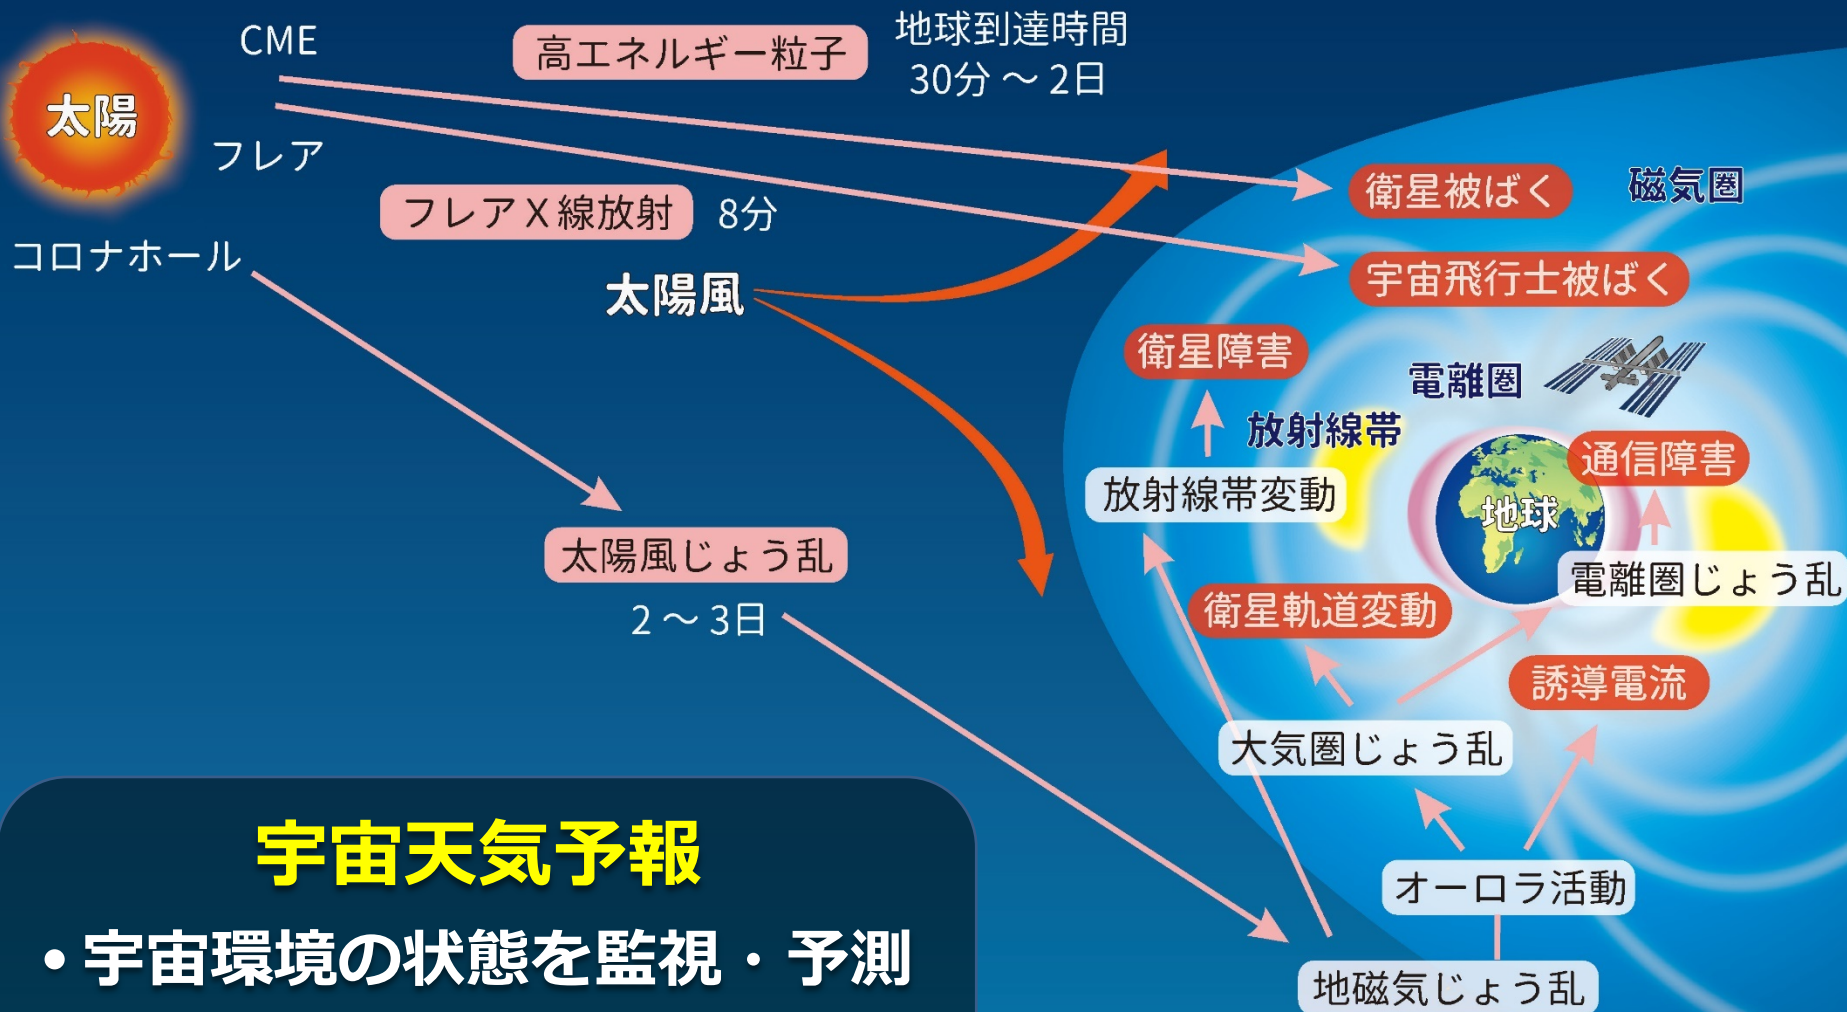 CME
高エネルギー粒子
地球到達時間
30分 ～ 2日
太陽
フレア
フレアX線放射
8分
コロナホール
太陽風
衛星被ばく
磁気圏
宇宙飛行士被ばく
衛星障害
電離圏
放射線帯
通信障害
放射線帯変動
地球
電離圏じょう乱
太陽風じょう乱
2 ～ 3日
衛星軌道変動
誘導電流
大気圏じょう乱
オーロラ活動
地磁気じょう乱
宇宙天気予報
• 宇宙環境の状態を監視・予測